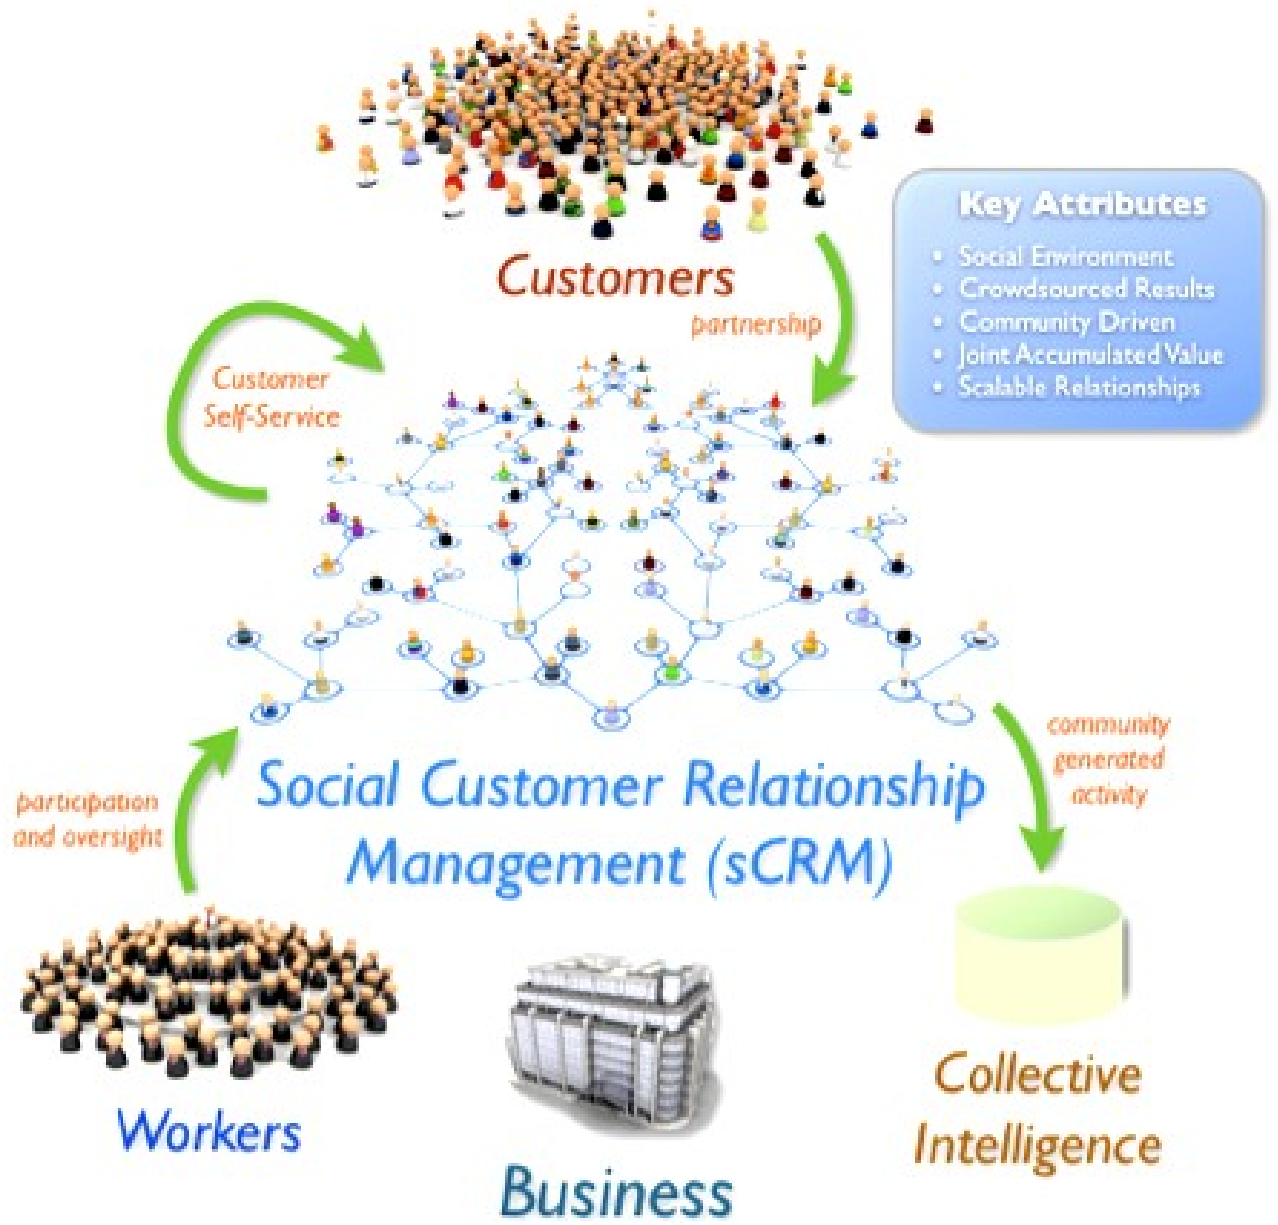 Customers
partnership
Key Attributes
• Social Environment
• Crowdsourced Results
• Community Driven
• Joint Accumulated Value
• Scalable Relationships
Customer
Self-Service
Social Customer Relationship
Management (sCRM)
participation
and oversight
community
generated
activity
Workers
Business
Collective
Intelligence